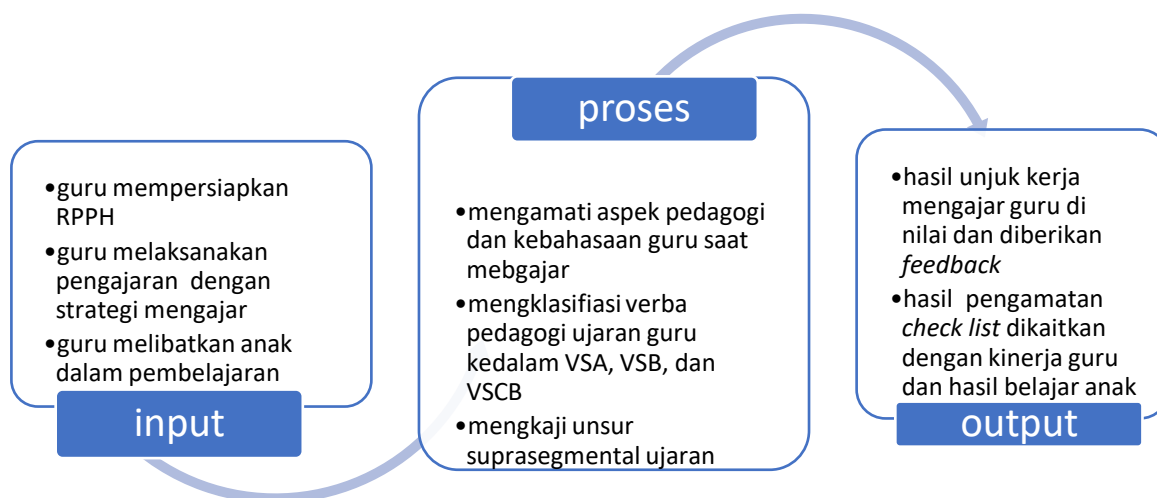 •guru mempersiapkan
RPPH
•guru melaksanakan
pengajaran dengan
strategi mengajar
•guru melibatkan anak
dalam pembelajaran
input
proses
•mengamati aspek pedagogi
dan kebahasaan guru saat
mebgajar
•mengklasifiasi verba
pedagogi ujaran guru
kedalam VSA, VSB, dan
VSCB
•mengkaji unsur
suprasegmental ujaran
•hasil unjuk kerja
mengajar guru di
nilai dan diberikan
feedback
•hasil pengamatan
check list dikaitkan
dengan kinerja guru
dan hasil belajar anak
output